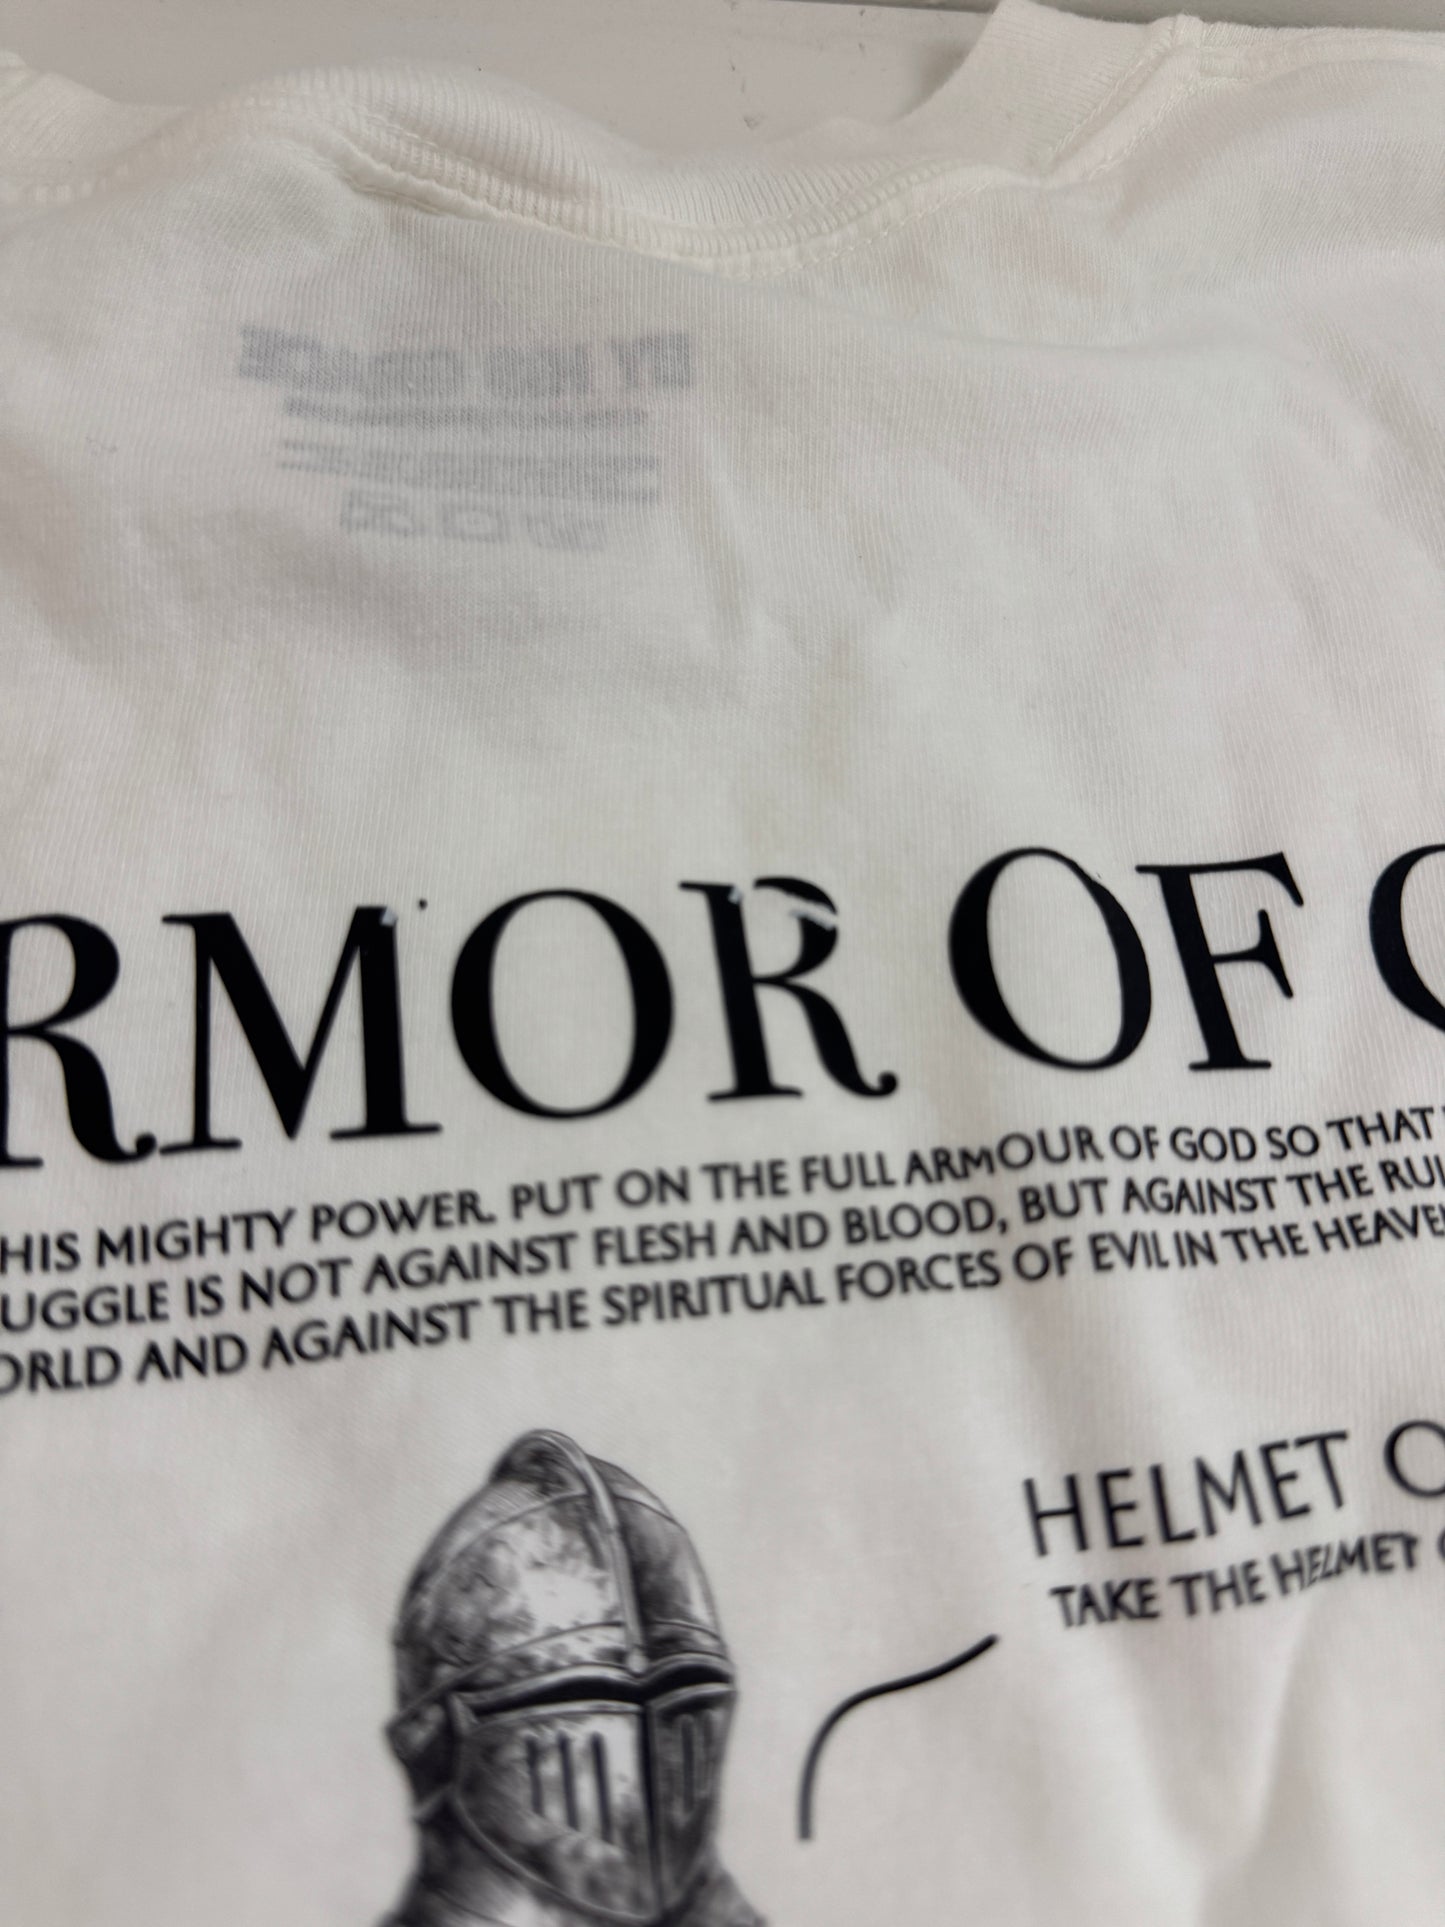 RMOR OF
HIS MIGHTY POWER. PUT ON THE FULL ARMOUR OF GOD SO THAT
UGGLE IS NOT AGAINST FLESH AND BLOOD, BUT AGAINST THE RUL
ORLD AND AGAINST THE SPIRITUAL FORCES OF EVIL IN THE HEAVEN
HELMET O
TAKE THE HELMET